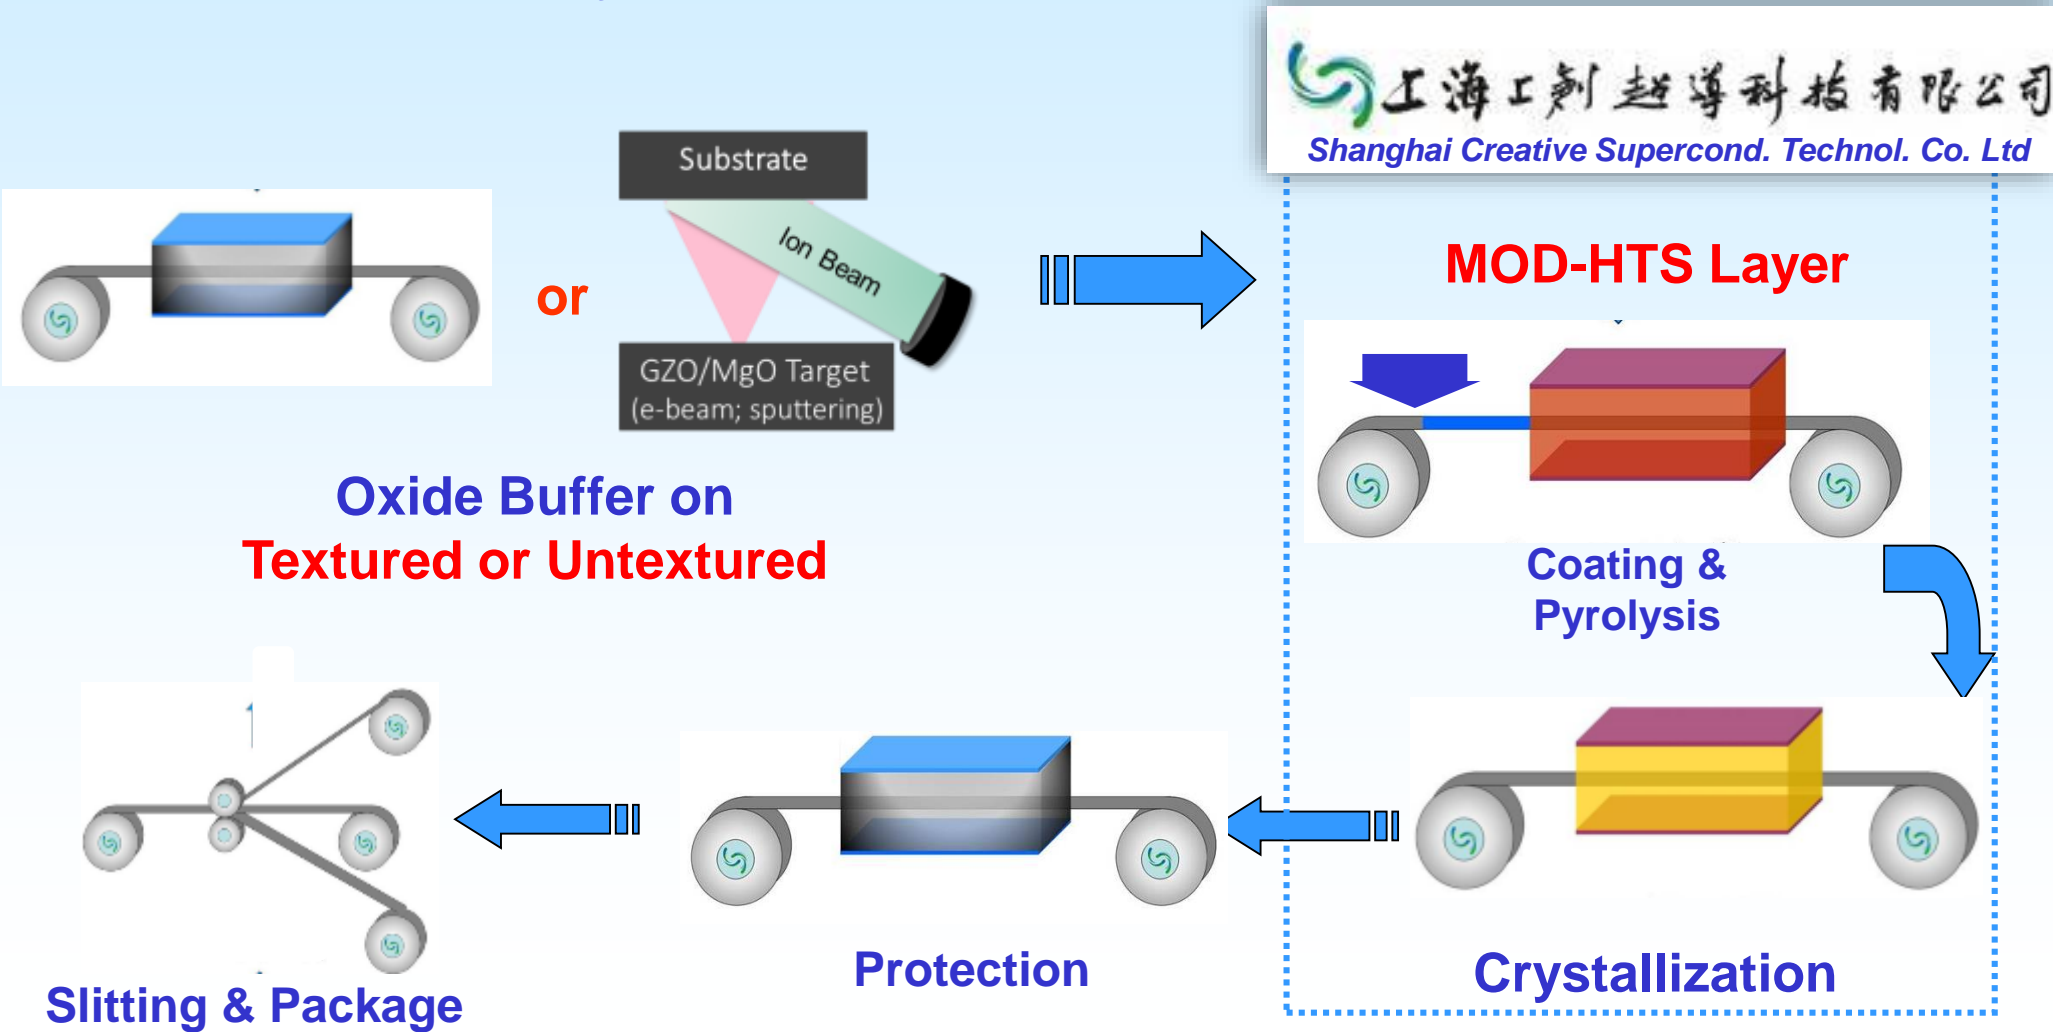 上海上创超导科技有限公司
Shanghai Creative Supercond. Technol. Co. Ltd
Substrate
Ion Beam
or
GZO/MgO Target
(e-beam; sputtering)
Oxide Buffer on
Textured or Untextured
MOD-HTS Layer
Coating &
Pyrolysis
Crystallization
Protection
Slitting & Package